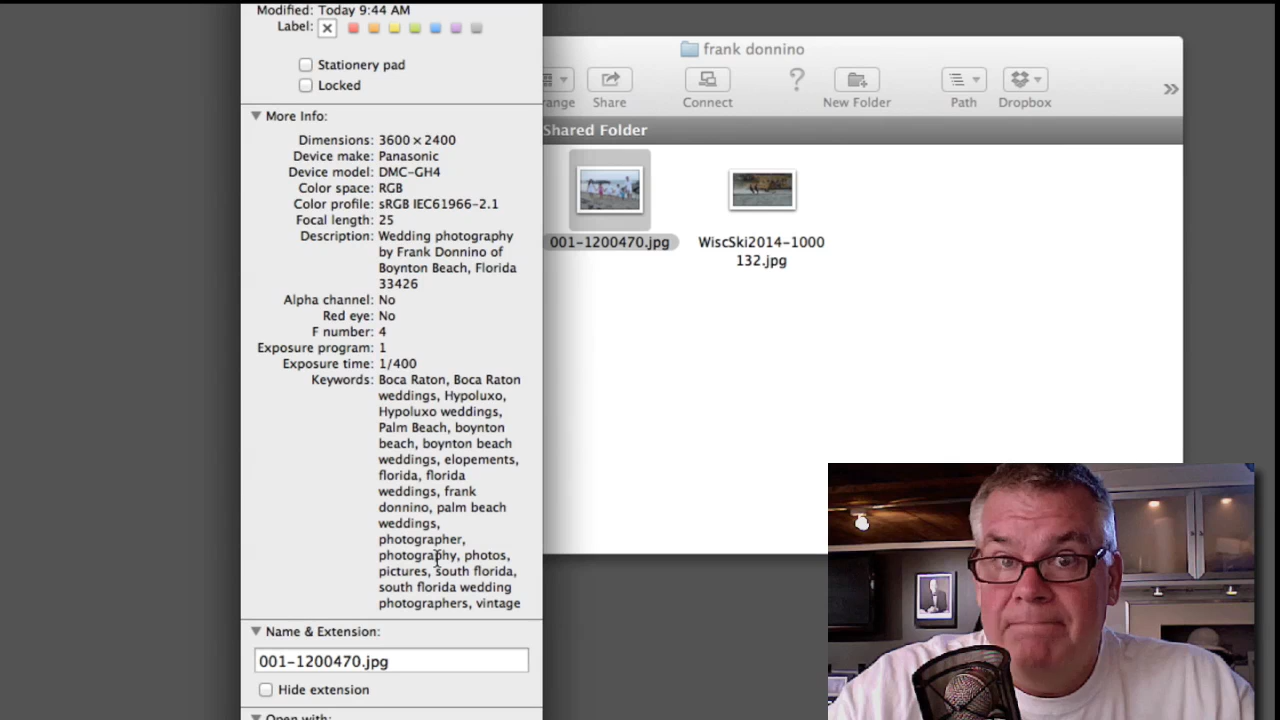 Modified: Today 9:44 AM
Label:
Stationery pad
Locked
More Info:
Dimensions: 3600 × 2400
Device make: Panasonic
Device model: DMC-GH4
Color space: RGB
Color profile: sRGB IEC61966-2.1
Focal length: 25
Description: Wedding photography
by Frank Donnino of
Boynton Beach, Florida
33426
Alpha channel: No
Red eye: No
F number: 4
Exposure program: 1
Exposure time: 1/400
Keywords: Boca Raton, Boca Raton
weddings, Hypoluxo,
Hypoluxo weddings,
Palm Beach, boynton
beach, boynton beach
weddings, elopements,
florida, florida
weddings, frank
donnino, palm beach
weddings,
photographer,
photography, photos,
pictures, south florida,
south florida wedding
photographers, vintage
Name & Extension:
001-1200470.jpg
Hide extension
Open with:
frank donnino
range
Share
Connect
New Folder
Path
Dropbox
Shared Folder
001-1200470.jpg
WiscSki2014-1000
132.jpg